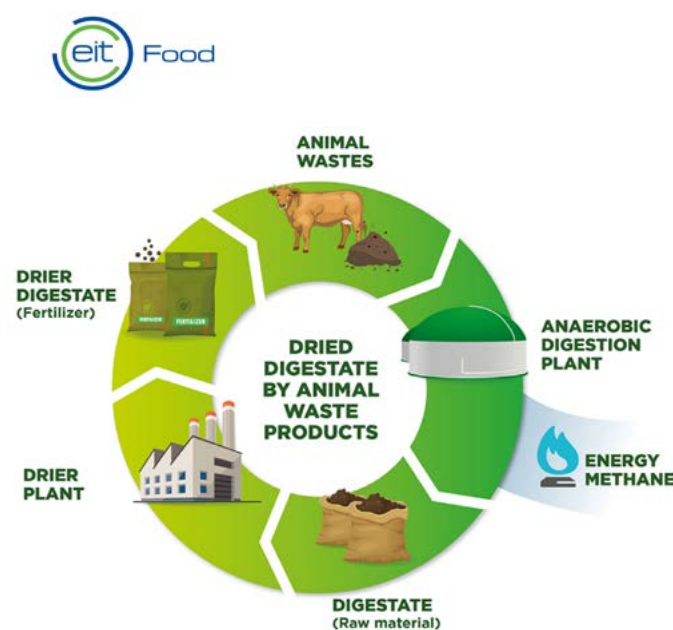 eit Food
ANIMAL
WASTES
DRIER
DIGESTATE
(Fertilizer)
FERTILIZER
FERTILIZER
ANAEROBIC
DIGESTION
PLANT
DRIED
DIGESTATE
BY ANIMAL
WASTE
PRODUCTS
DRIER
PLANT
ENERGY
METHANE
DIGESTATE
(Raw material)